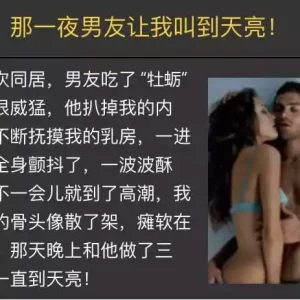 那一夜男友让我叫到天亮！
次同居，男友吃了“牡蛎”
很威猛，他扒掉我的内
不断抚摸我的乳房，一进
全身颤抖了，一波波酥
不一会儿就到了高潮，我
的骨头像散了架，瘫软在
，那天晚上和他做了三
一直到天亮！